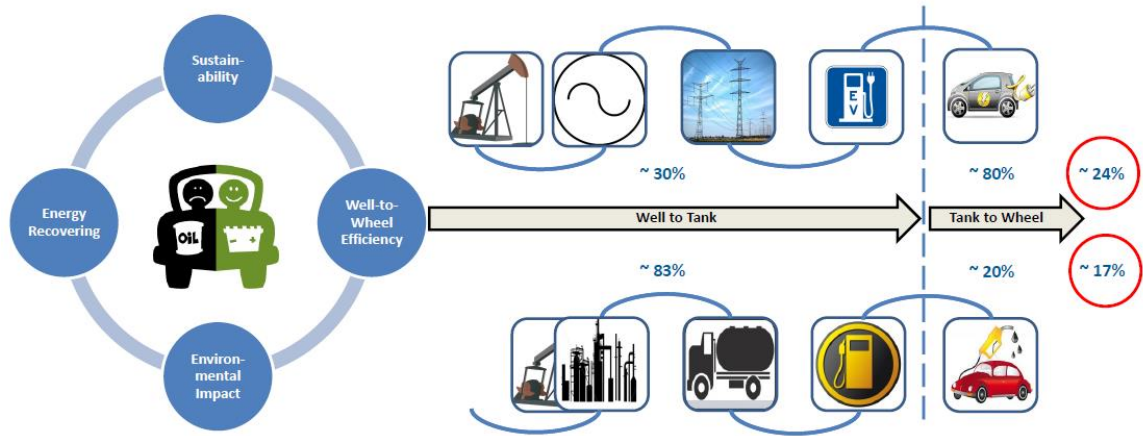 Sustain-
ability
Energy
Recovering
Well-to-
Wheel
Efficiency
Environ-
mental
Impact
OiL
- +
E
V
~ 30%
~ 80%
~ 24%
Well to Tank
Tank to Wheel
~ 83%
~ 20%
~ 17%